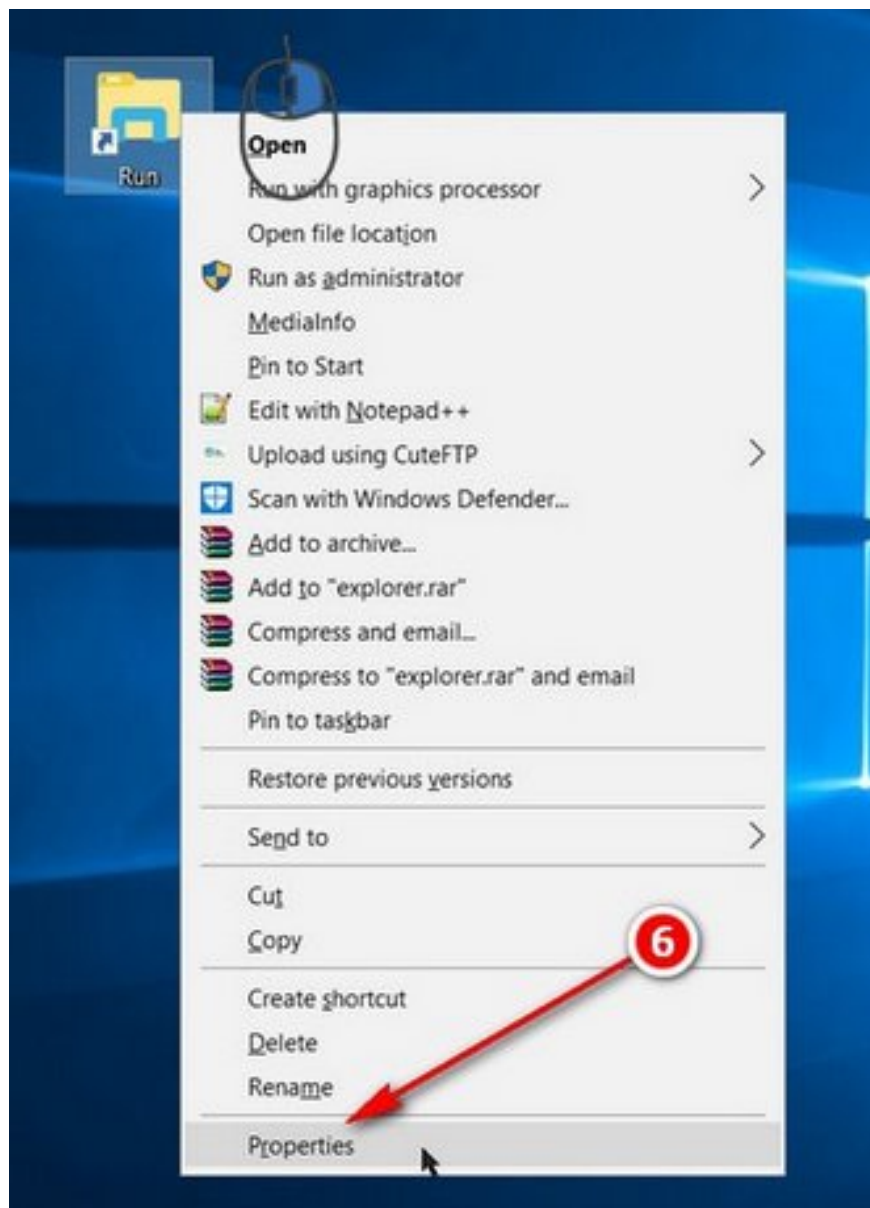 Run
Open
Run with graphics processor
Open file location
Run as administrator
MediaInfo
Pin to Start
Edit with Notepad++
Upload using CuteFTP
Scan with Windows Defender...
Add to archive...
Add to "explorer.rar"
Compress and email...
Compress to "explorer.rar" and email
Pin to taskbar
Restore previous versions
Send to
Cut
Copy
6
Create shortcut
Delete
Rename
Properties